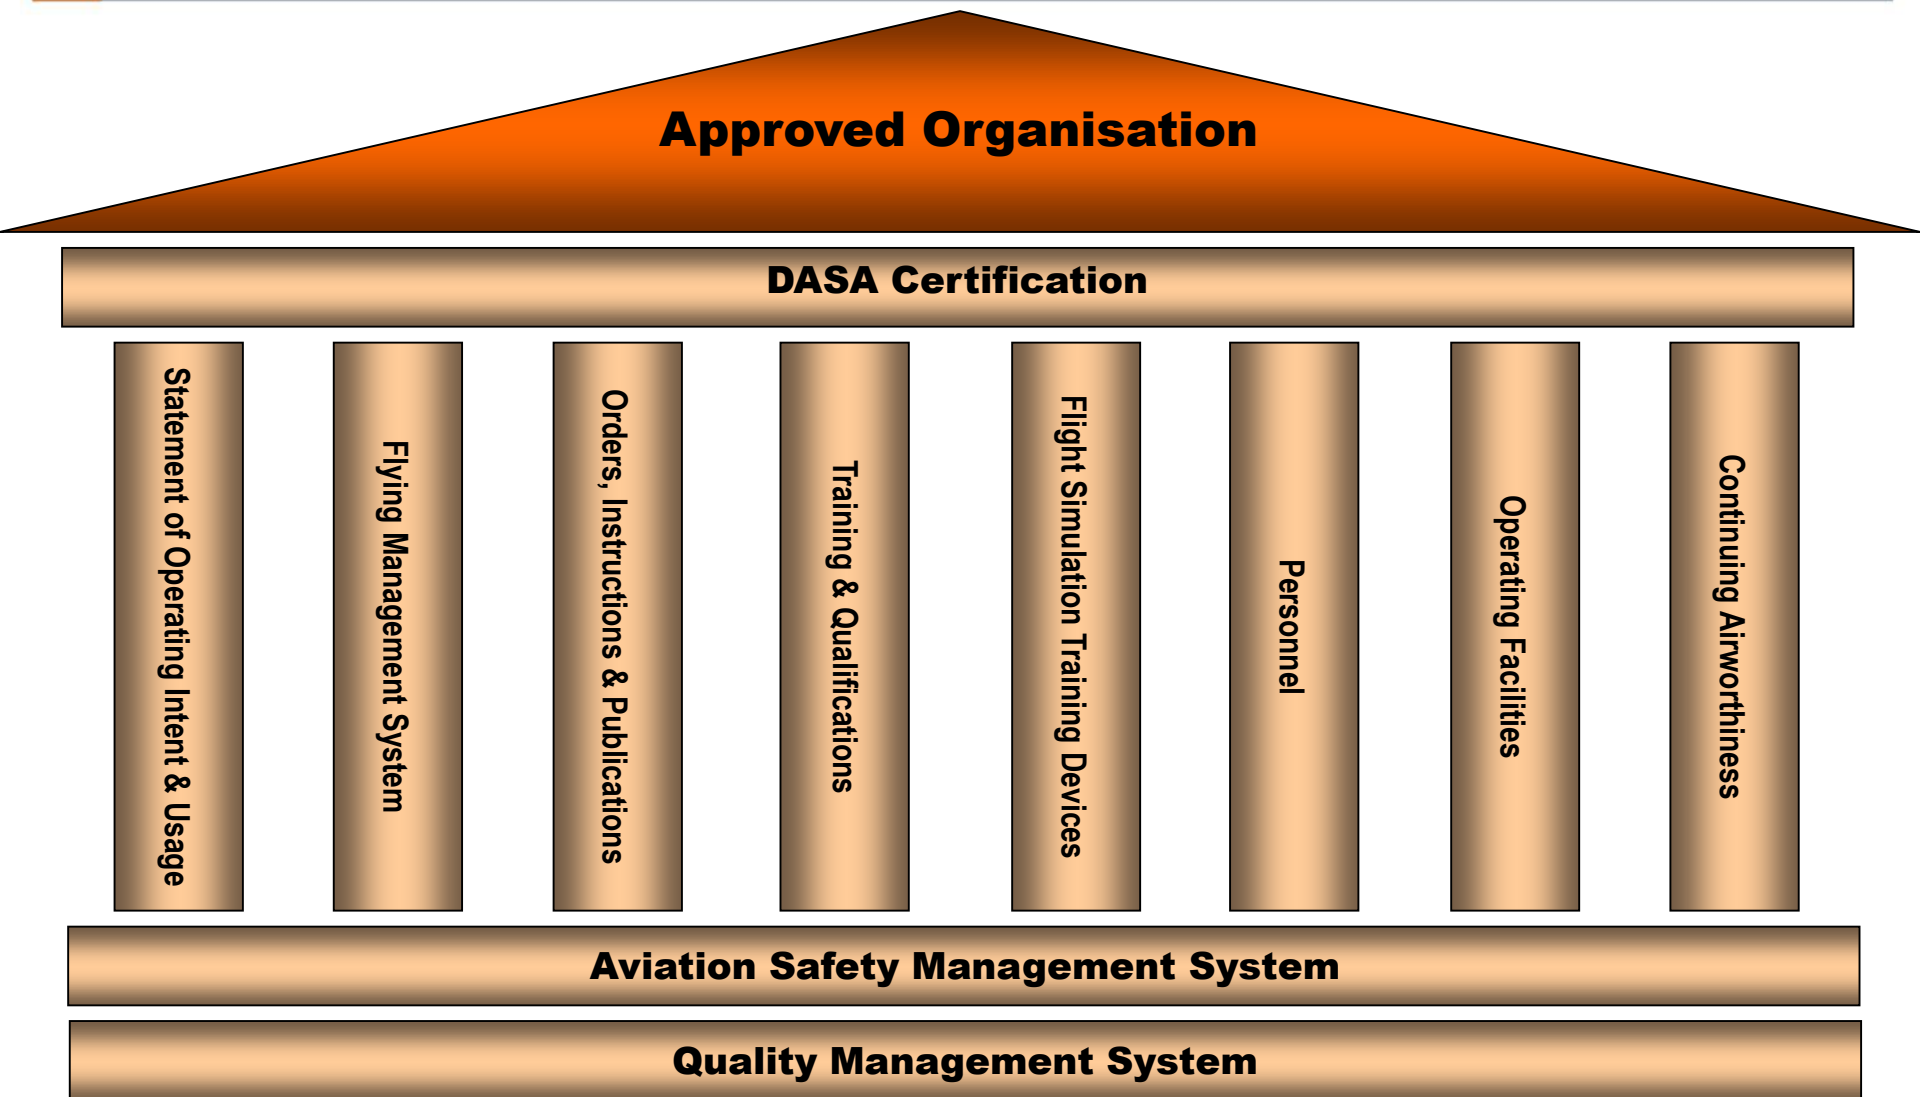 Approved Organisation
DASA Certification
Statement of Operating Intent & Usage
Flying Management System
Orders, Instructions & Publications
Training & Qualifications
Flight Simulation Training Devices
Personnel
Operating Facilities
Continuing Airworthiness
Aviation Safety Management System
Quality Management System